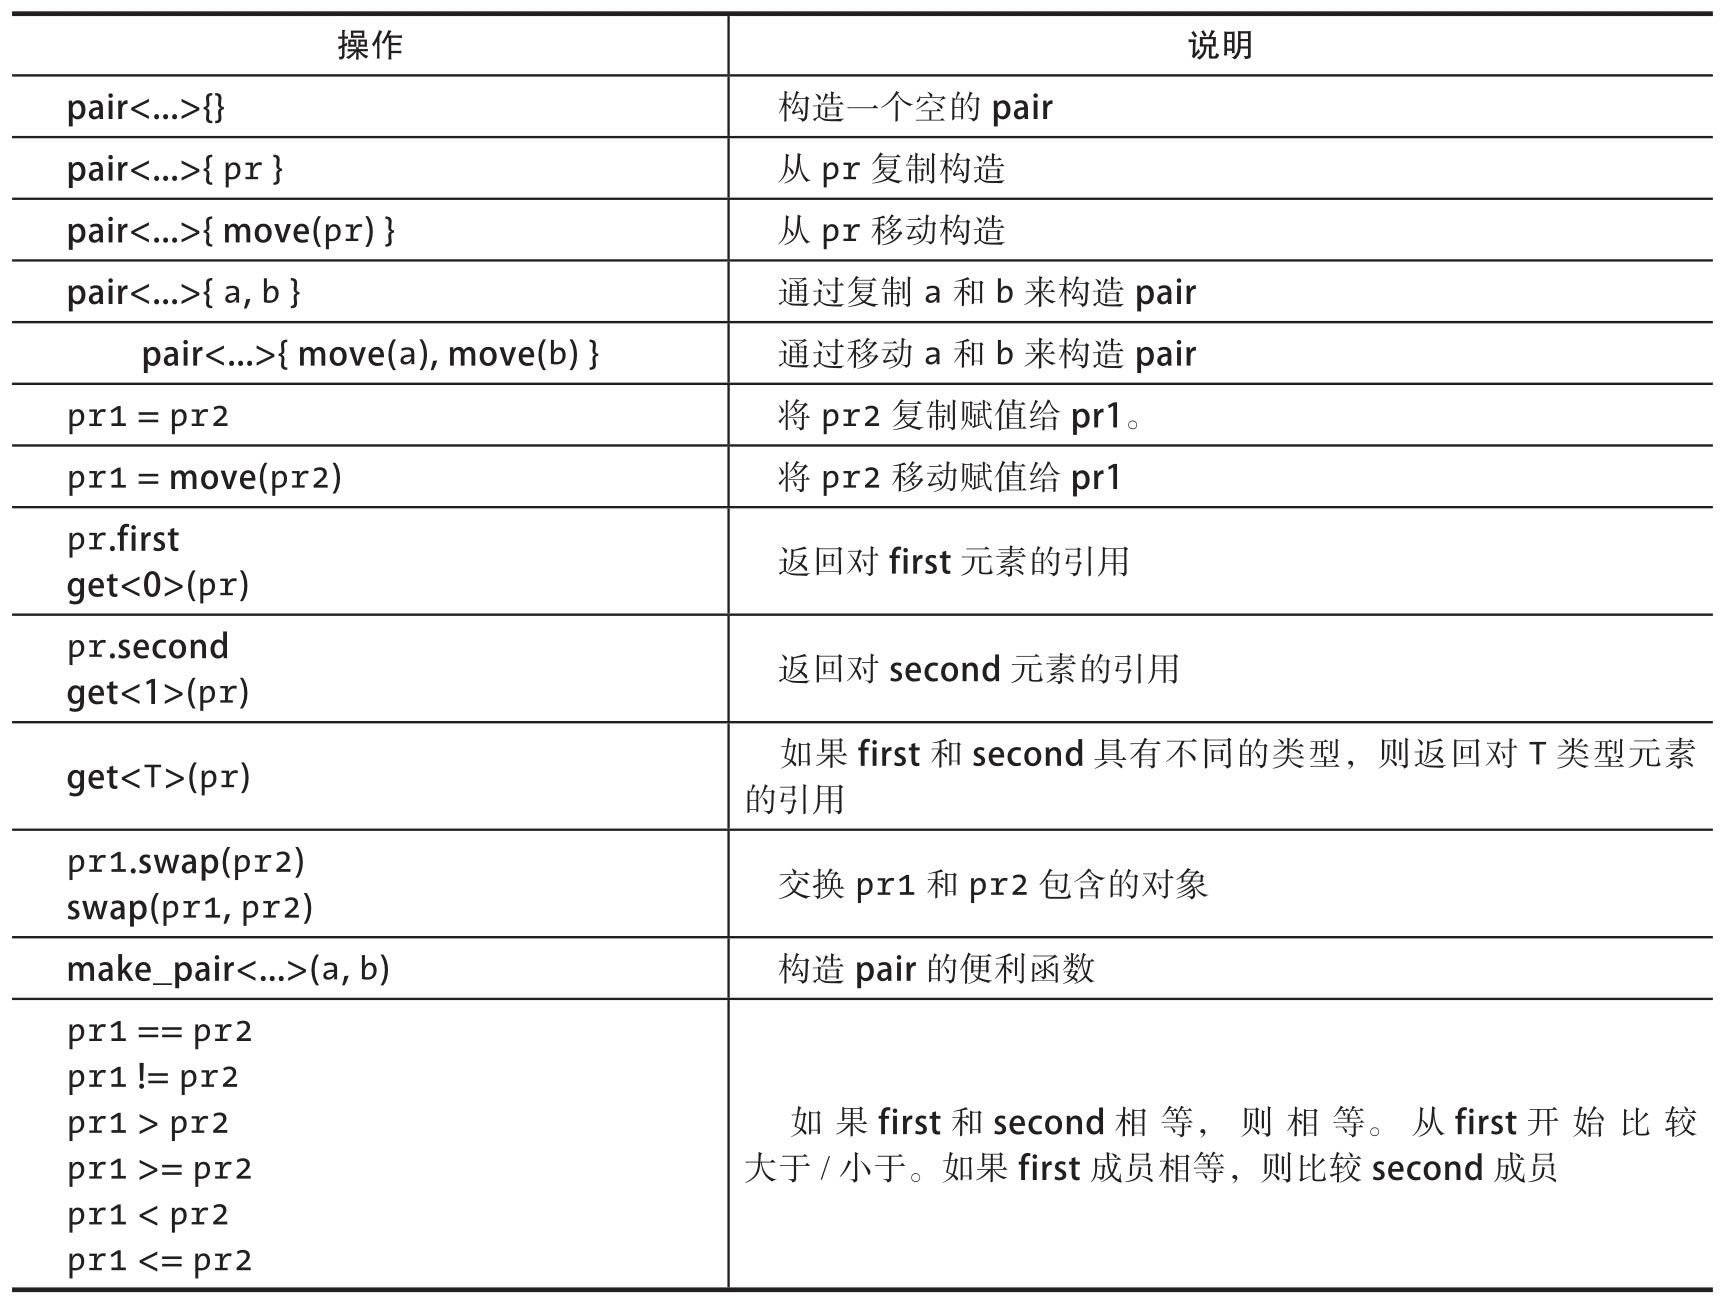 操作
说明
pair<...>{}
构造一个空的 pair
pair<...>{ pr }
从 pr 复制构造
pair<...>{ move(pr) }
从 pr 移动构造
pair<...>{ a, b }
通过复制 a 和 b 来构造 pair
pair<...>{ move(a), move(b) }
通过移动 a 和 b 来构造 pair
pr1 = pr2
将 pr2 复制赋值给 pr1。
pr1 = move(pr2)
将 pr2 移动赋值给 pr1
pr.first
get<0>(pr)
返回对 first 元素的引用
pr.second
get<1>(pr)
返回对 second 元素的引用
get<T>(pr)
如果 first 和 second 具有不同的类型，则返回对 T 类型元素
的引用
pr1.swap(pr2)
swap(pr1, pr2)
交换 pr1 和 pr2 包含的对象
make_pair<...>(a, b)
构造 pair 的便利函数
pr1 == pr2
pr1 != pr2
pr1 > pr2
pr1 >= pr2
pr1 < pr2
pr1 <= pr2
如果 first 和 second 相等，则相等。从 first 开始比较
大于 / 小于。如果 first 成员相等，则比较 second 成员